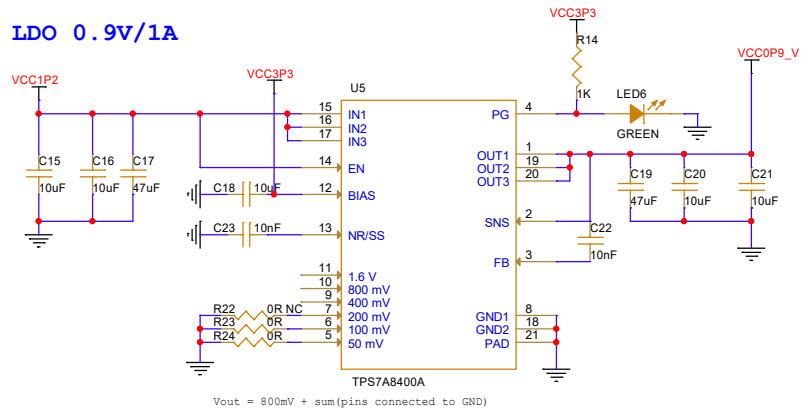 LDO 0.9V/1A
VCC1P2
VCC3P3
VCC3P3
VCC0P9_V
R14
1K
LED6
GREEN
U5
15 IN1
16 IN2
17 IN3
14 EN
12 BIAS
13 NR/SS
11 1.6 V
10 800 mV
9 400 mV
7 200 mV
6 100 mV
5 50 mV
PG 4
OUT1 1
OUT2 19
OUT3 20
SNS 2
FB 3
GND1 8
GND2 18
PAD 21
TPS7A8400A
C15
10uF
C16
10uF
C17
47uF
C18 10uF
C23 10nF
R22 0R NC
R23 0R
R24 0R
C19
47uF
C20
10uF
C21
10uF
C22
10nF
Vout = 800mV + sum(pins connected to GND)